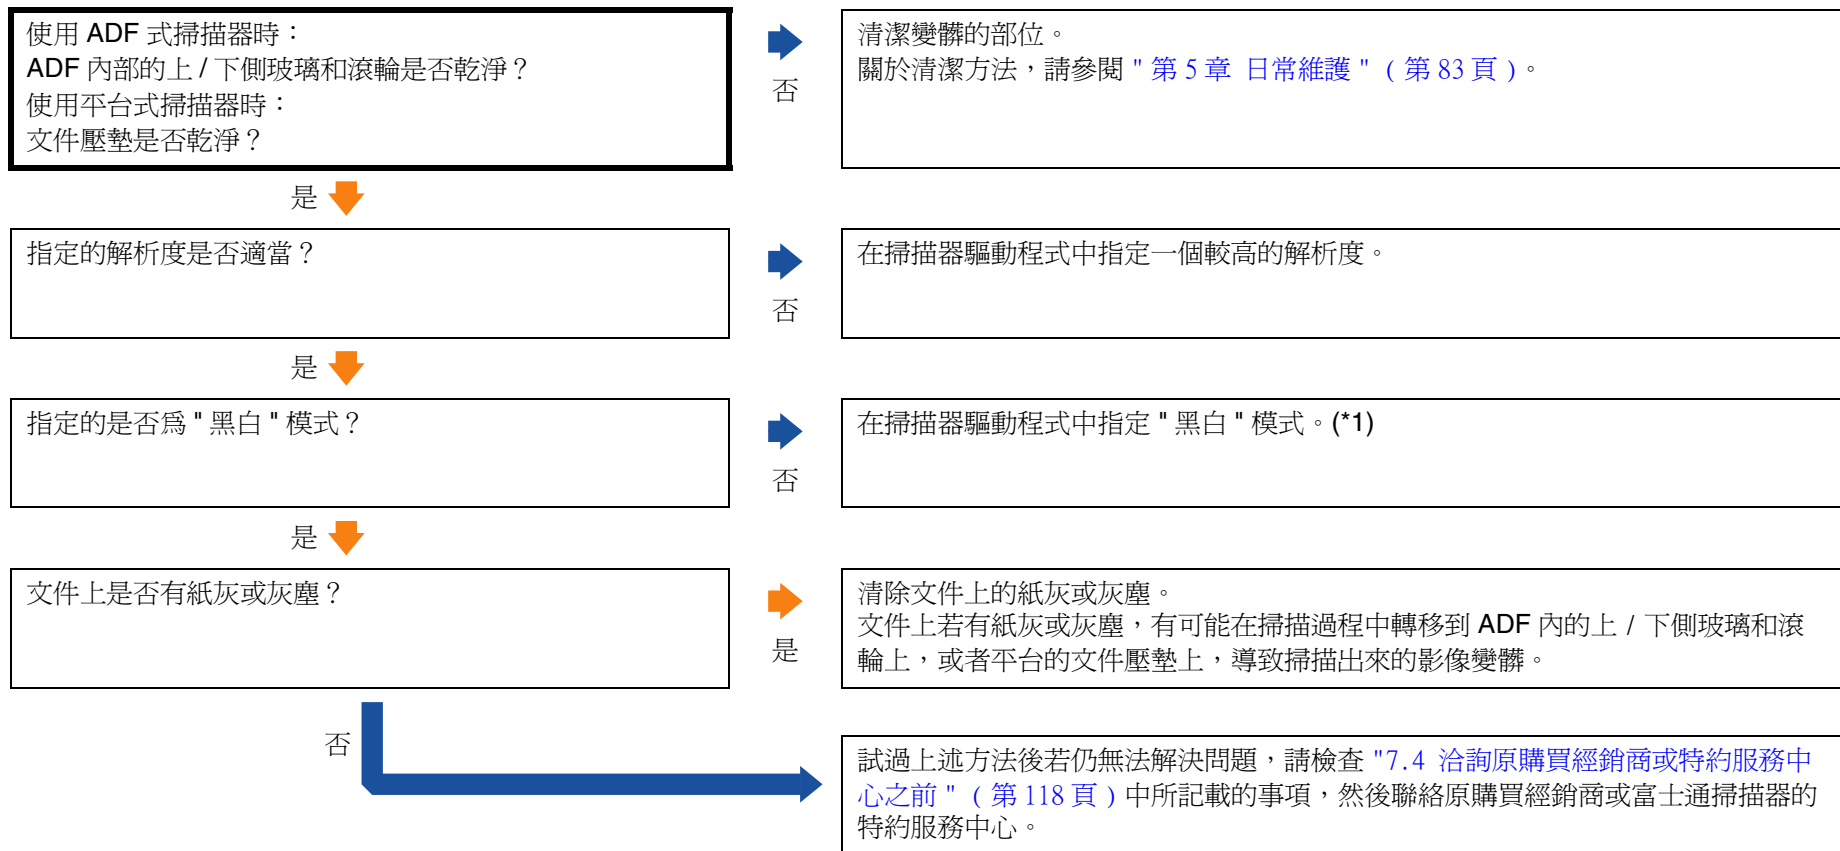 使用 ADF 式掃描器時：
ADF 內部的上 / 下側玻璃和滾輪是否乾淨？
使用平台式掃描器時：
文件壓墊是否乾淨？
否
清潔變髒的部位。
關於清潔方法，請參閱 " 第 5 章 日常維護 " ( 第 83 頁 )。
是
指定的解析度是否適當？
否
在掃描器驅動程式中指定一個較高的解析度。
是
指定的是否爲 " 黑白 " 模式？
否
在掃描器驅動程式中指定 " 黑白 " 模式。(*1)
是
文件上是否有紙灰或灰塵？
是
清除文件上的紙灰或灰塵。
文件上若有紙灰或灰塵，有可能在掃描過程中轉移到 ADF 內的上 / 下側玻璃和滾
輪上，或者平台的文件壓墊上，導致掃描出來的影像變髒。
否
試過上述方法後若仍無法解決問題，請檢查 "7.4 洽詢原購買經銷商或特約服務中
心之前 " ( 第 118 頁 ) 中所記載的事項，然後聯絡原購買經銷商或富士通掃描器的
特約服務中心。